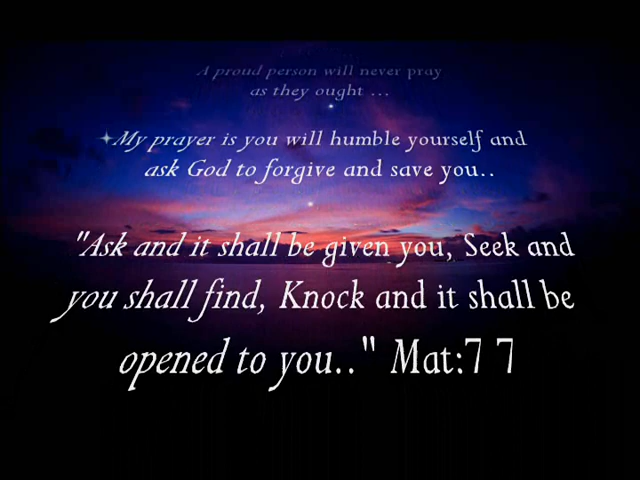 A proud person will never pray
as they ought ...
My prayer is you will humble yourself and
ask God to forgive and save you..
"Ask and it shall be given you, Seek and
you shall find, Knock and it shall be
opened to you.." Mat:7 7